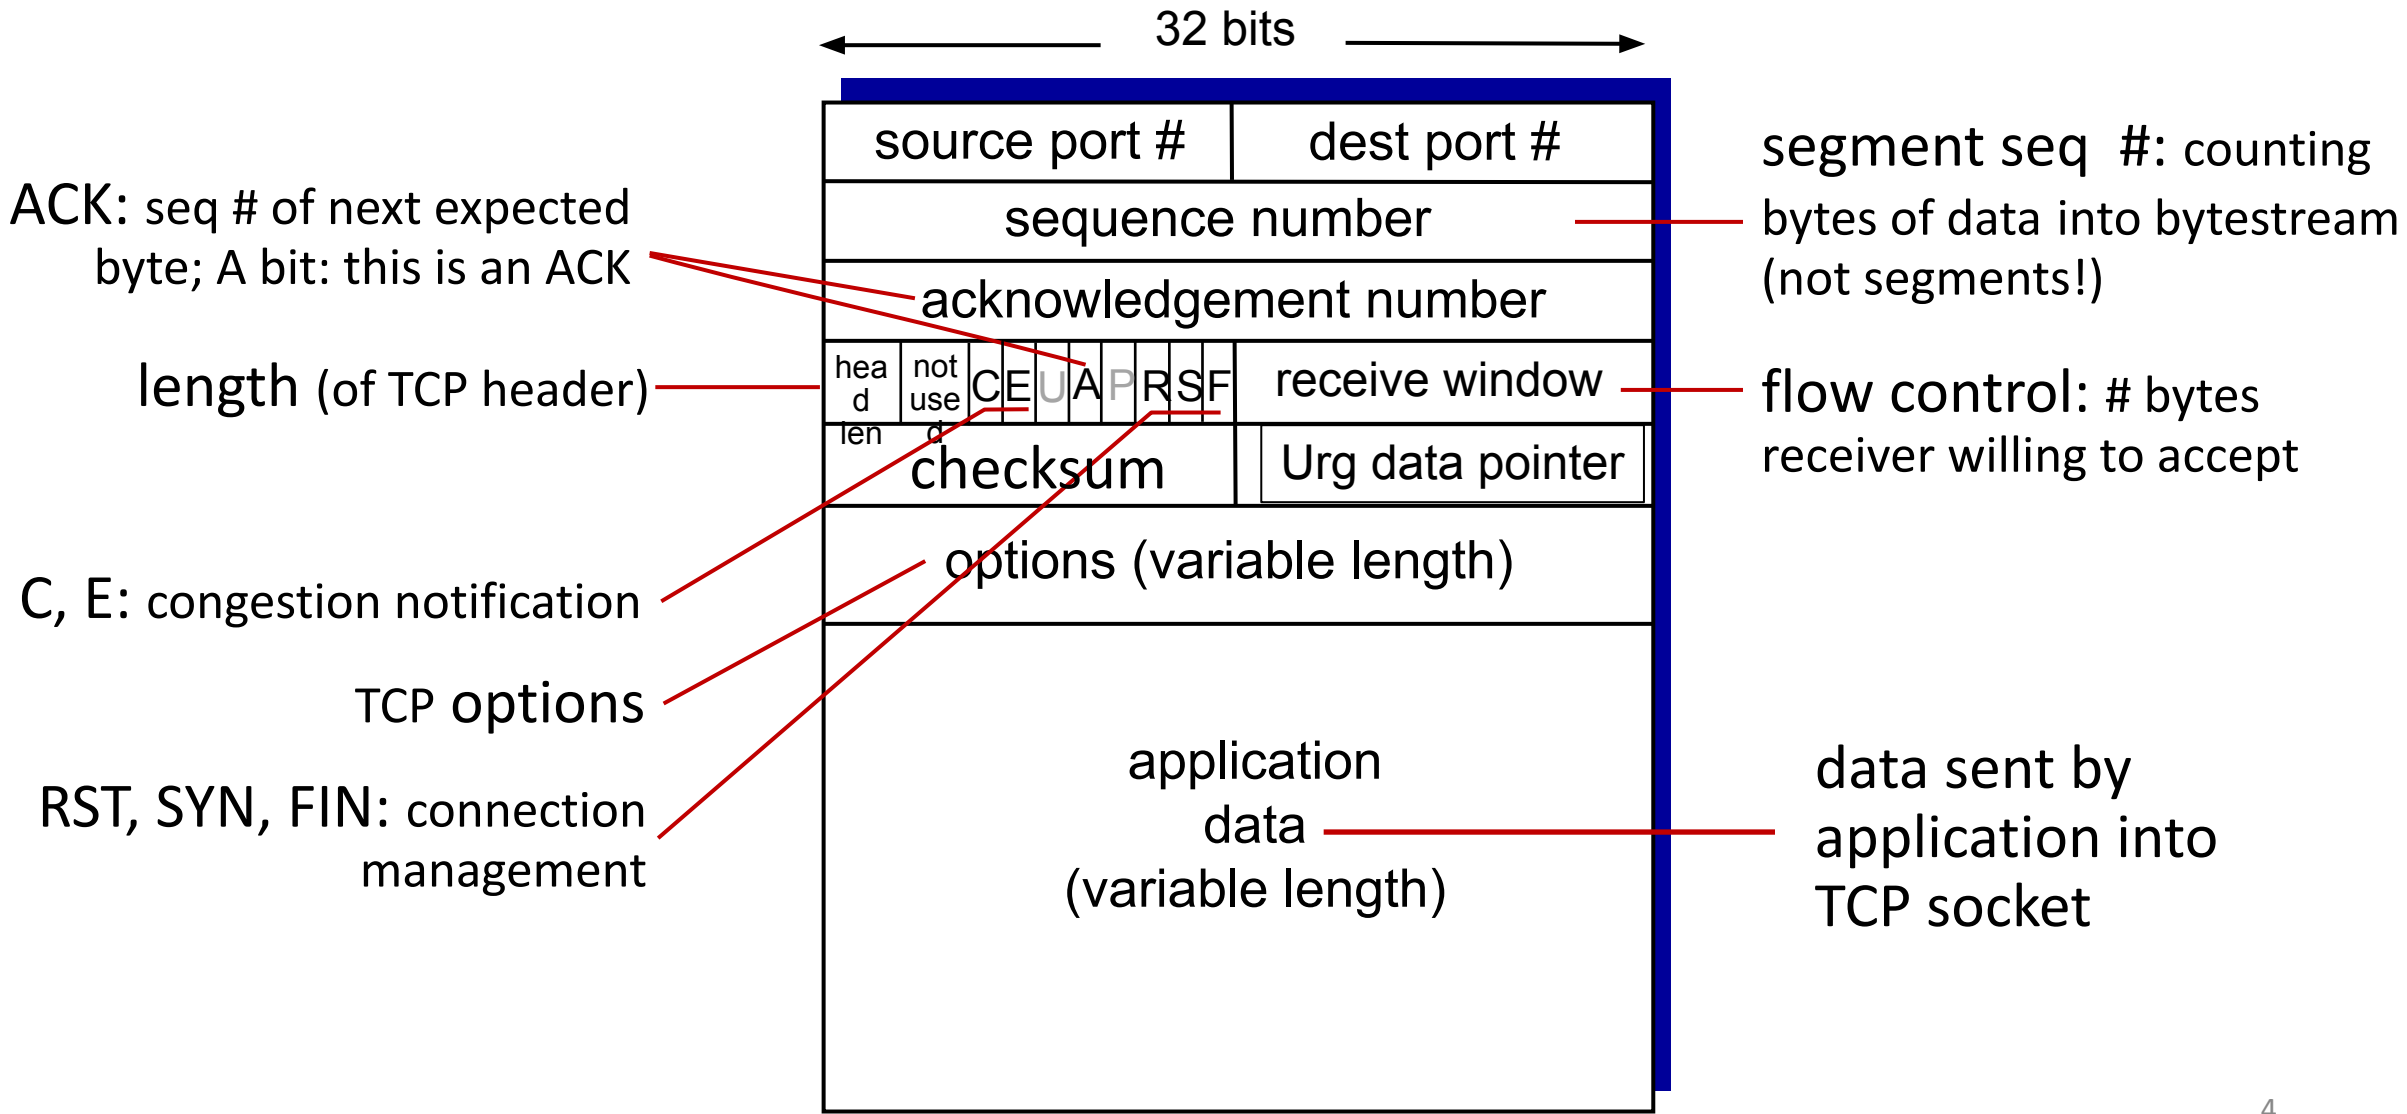 32 bits
source port #
dest port #
sequence number
acknowledgement number
hea
d
len
not
use
d
C E U A P R S F
receive window
checksum
Urg data pointer
options (variable length)
application
data
(variable length)
ACK: seq # of next expected
byte; A bit: this is an ACK
length (of TCP header)
C, E: congestion notification
TCP options
RST, SYN, FIN: connection
management
segment seq #: counting
bytes of data into bytestream
(not segments!)
flow control: # bytes
receiver willing to accept
data sent by
application into
TCP socket
4